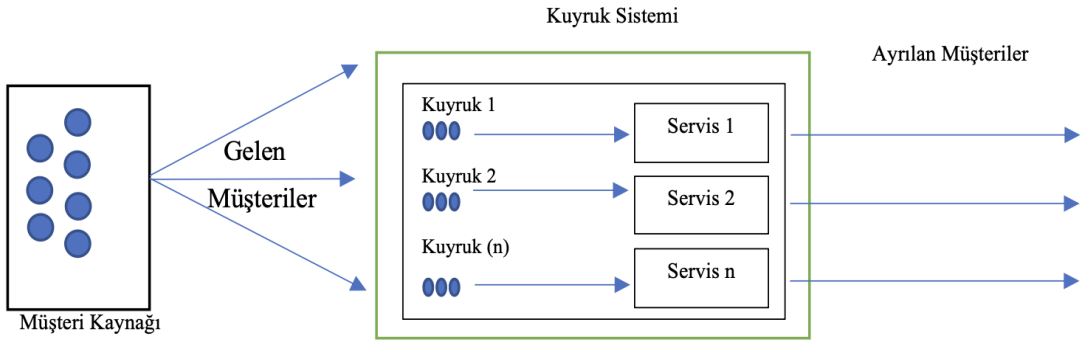 Kuyruk Sistemi
Ayrılan Müşteriler
Gelen
Müşteriler
Müşteri Kaynağı
Kuyruk 1
Servis 1
Kuyruk 2
Servis 2
Kuyruk (n)
Servis n